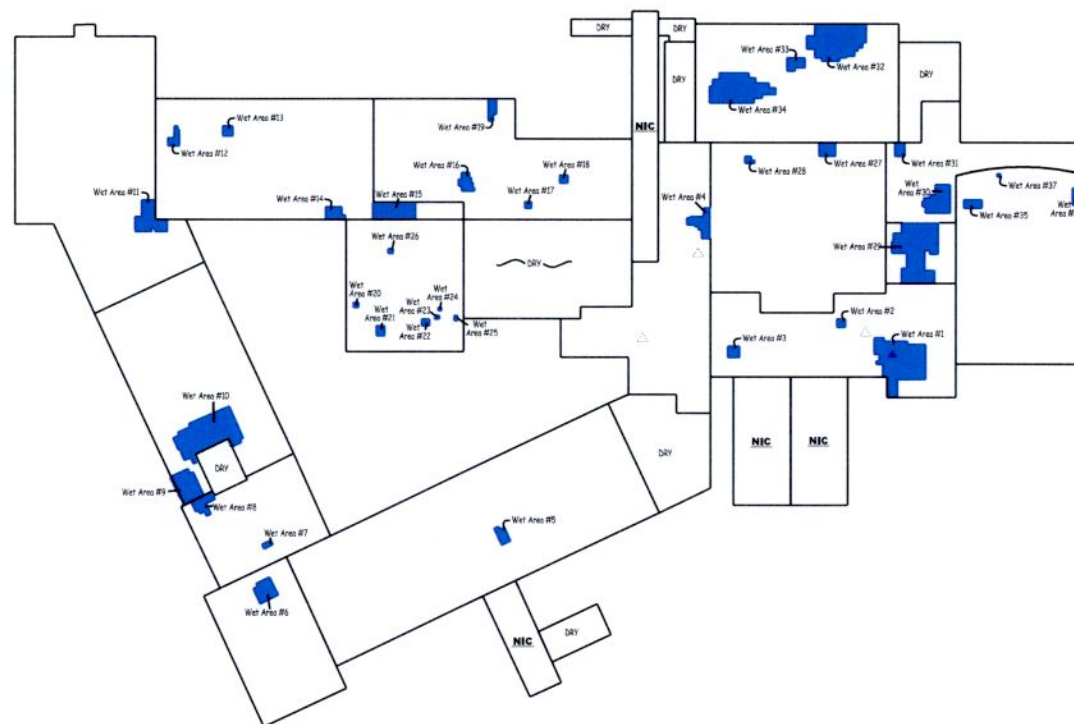 DRY
DRY
DRY
DRY
NIC
Wet Area #33
Wet Area #32
Wet Area #34
Wet Area #19
Wet Area #13
Wet Area #12
Wet Area #16
Wet Area #18
Wet Area #17
Wet Area #15
Wet Area #14
Wet Area #11
Wet Area #28
Wet Area #27
Wet Area #31
Wet Area #4
Wet
Area
#30
Wet Area #37
Wet Area #35
Wet
Area #
Wet Area #29
Wet Area #26
DRY
Wet
Area #20
Wet
Area
#21
Wet
Area
#23
Wet
Area
#24
Wet
Area #22
Wet
Area #25
Wet Area #2
Wet Area #1
Wet Area #3
NIC
NIC
Wet Area #10
DRY
Wet Area #9
Wet Area #8
Wet Area #7
Wet Area #6
DRY
Wet Area #5
NIC
DRY